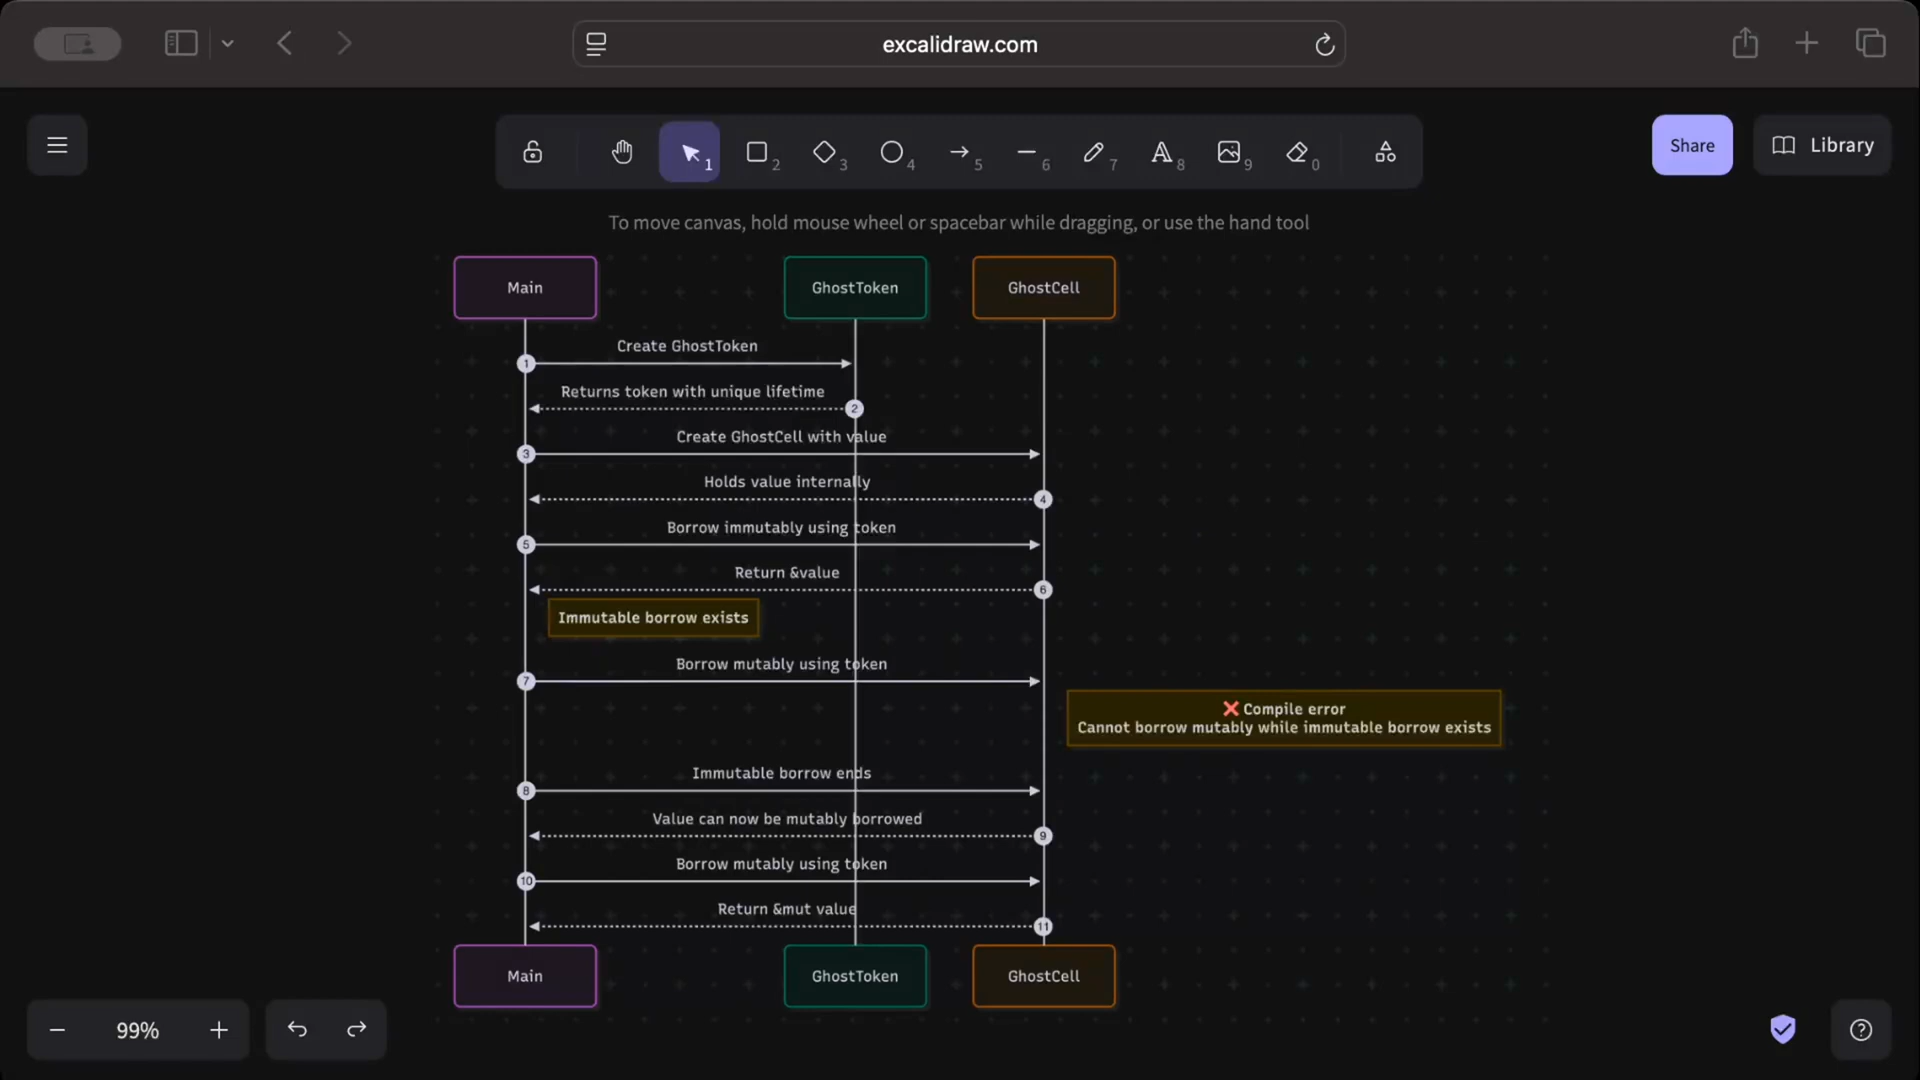 excalidraw.com
1
2
3
4
5
6
7
8
9
0
Share
Library
To move canvas, hold mouse wheel or spacebar while dragging, or use the hand tool
Main
GhostToken
GhostCell
Create GhostToken
1
Returns token with unique lifetime
2
Create GhostCell with value
3
Holds value internally
4
Borrow immutably using token
5
Return &value
6
Immutable borrow exists
Borrow mutably using token
7
❌ Compile error
Cannot borrow mutably while immutable borrow exists
Immutable borrow ends
8
Value can now be mutably borrowed
9
Borrow mutably using token
10
Return &mut value
11
Main
GhostToken
GhostCell
99%